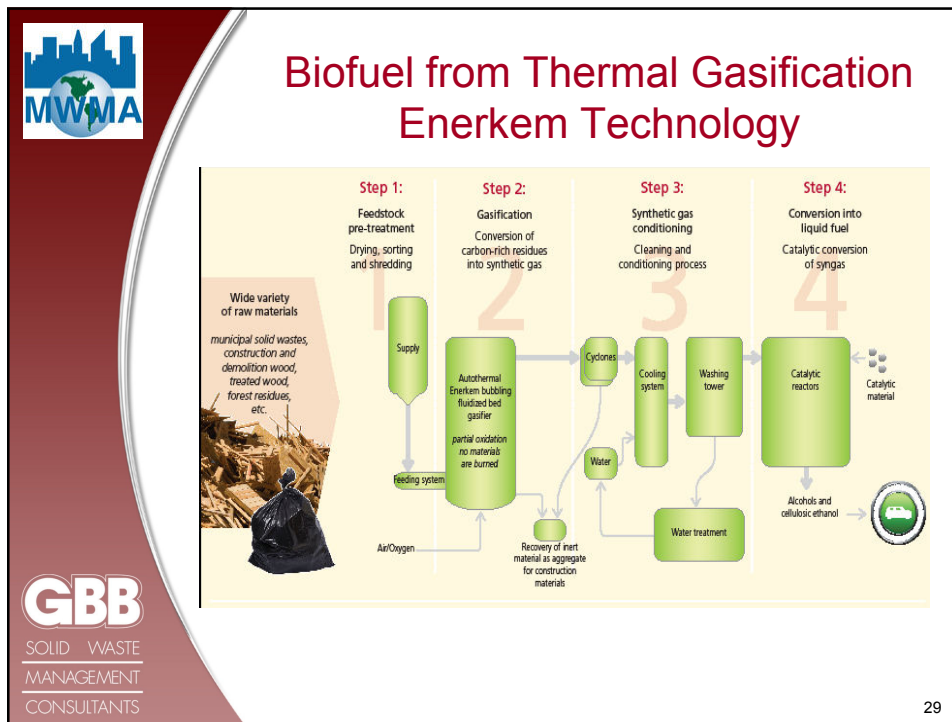 MWMA
Biofuel from Thermal Gasification
Enerkem Technology
Step 1:
Feedstock
pre-treatment
Drying, sorting
and shredding
1
Step 2:
Gasification
Conversion of
carbon-rich residues
into synthetic gas
2
Step 3:
Synthetic gas
conditioning
Cleaning and
conditioning process
3
Step 4:
Conversion into
liquid fuel
Catalytic conversion
of syngas
4
Wide variety
of raw materials
municipal solid wastes,
construction and
demolition wood,
treated wood,
forest residues,
etc.
Supply
Feeding system
Air/Oxygen
Autothermal
Enerkem bubbling
fluidized bed
gasifier
partial oxidation
no materials
are burned
Recovery of inert
material as aggregate
for construction
materials
Cyclones
Water
Cooling
system
Washing
tower
Water treatment
Catalytic
reactors
Catalytic
material
Alcohols and
cellulosic ethanol
GBB
SOLID WASTE
MANAGEMENT
CONSULTANTS
29